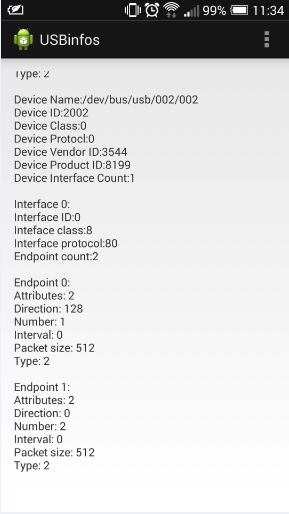 99% 11:34
USBinfos
Type: 2
Device Name:/dev/bus/usb/002/002
Device ID:2002
Device Class:0
Device Protocl:0
Device Vendor ID:3544
Device Product ID:8199
Device Interface Count:1
Interface 0:
Interface ID:0
Inteface class:8
Interface protocol:80
Endpoint count:2
Endpoint 0:
Attributes: 2
Direction: 128
Number: 1
Interval: 0
Packet size: 512
Type: 2
Endpoint 1:
Attributes: 2
Direction: 0
Number: 2
Interval: 0
Packet size: 512
Type: 2